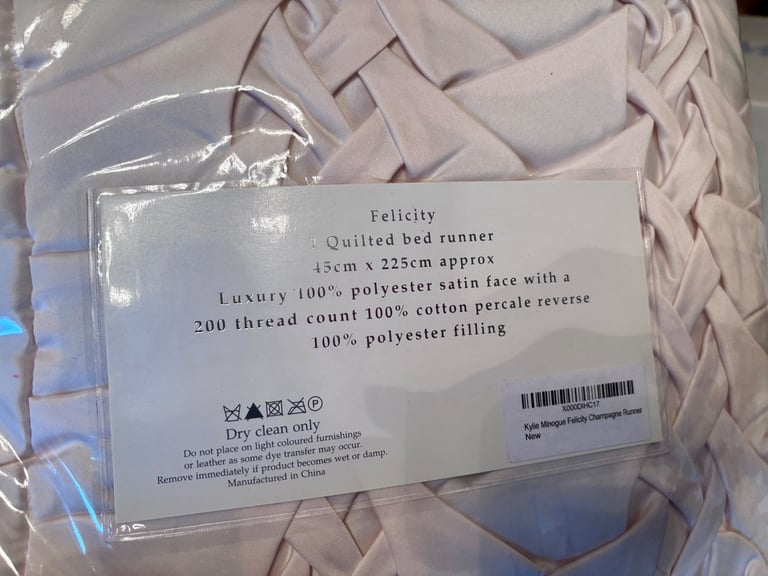 Felicity
1 Quilted bed runner
45cm x 225cm approx
Luxury 100% polyester satin face with a
200 thread count 100% cotton percale reverse
100% polyester filling
P
Dry clean only
Do not place on light coloured furnishings
or leather as some dye transfer may occur.
Remove immediately if product becomes wet or damp.
Manufactured in China
X000DIHC17
Kylie Minogue Felicity Champagne Runner
New